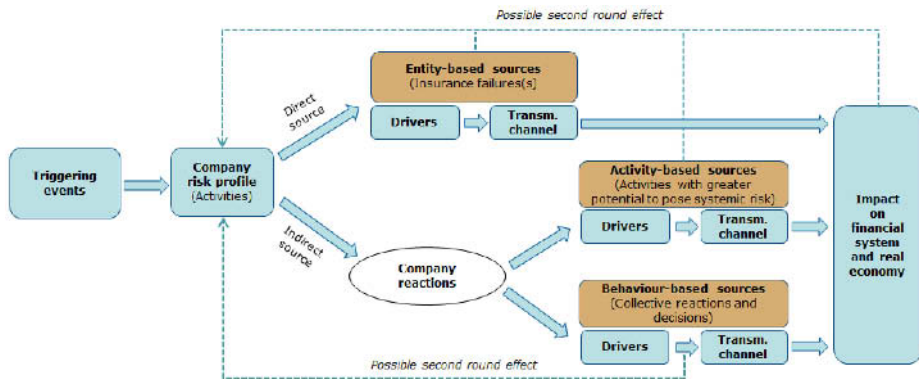 Possible second round effect
Entity-based sources
(Insurance failures(s)
Direct
source
Drivers
Transm.
channel
Triggering
events
Company
risk profile
(Activities)
Activity-based sources
(Activities with greater
potential to pose systemic risk)
Drivers
Transm.
channel
Impact
on
financial
system
and real
economy
Indirect
source
Company
reactions
Behaviour-based sources
(Collective reactions and
decisions)
Drivers
Transm.
channel
Possible second round effect